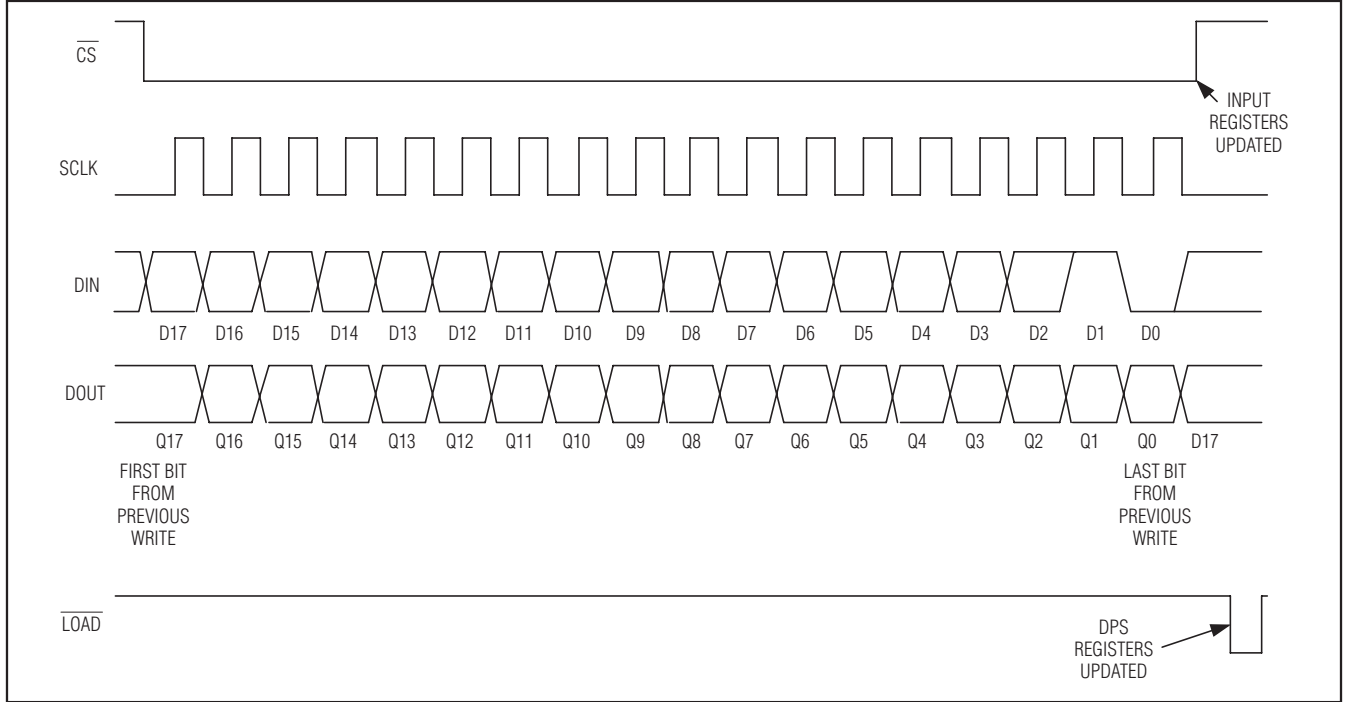 CS
INPUT
REGISTERS
UPDATED
SCLK
DIN
D17 D16 D15 D14 D13 D12 D11 D10 D9 D8 D7 D6 D5 D4 D3 D2 D1 D0
DOUT
Q17 Q16 Q15 Q14 Q13 Q12 Q11 Q10 Q9 Q8 Q7 Q6 Q5 Q4 Q3 Q2 Q1 Q0 D17
FIRST BIT
FROM
PREVIOUS
WRITE
LAST BIT
FROM
PREVIOUS
WRITE
LOAD
DPS
REGISTERS
UPDATED